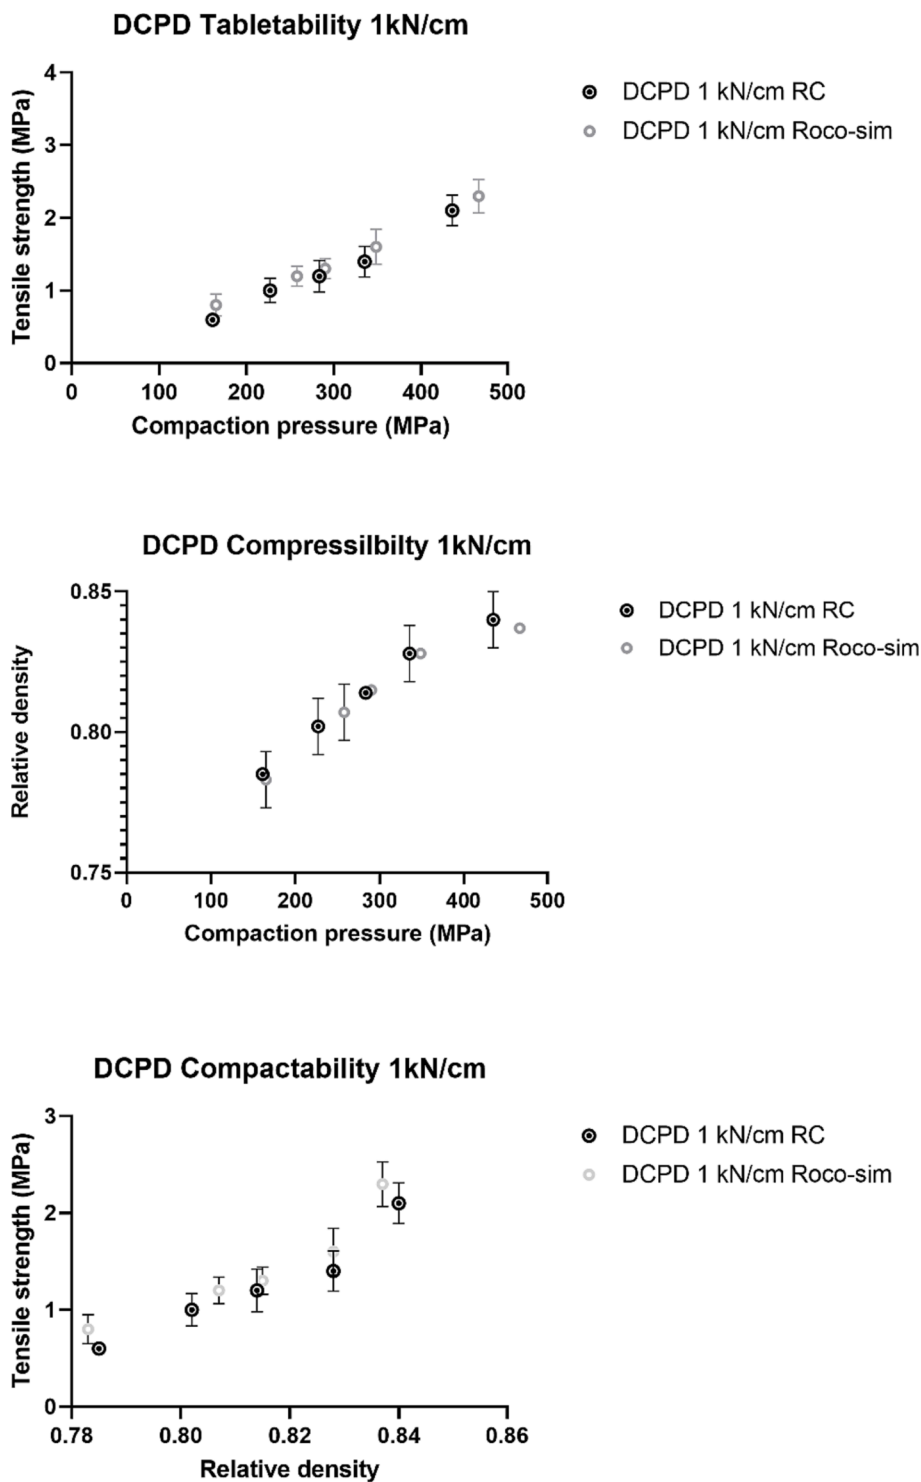 DCPD Tabletability 1kN/cm
Tensile strength (MPa)
4
3
2
1
0
0 100 200 300 400 500
Compaction pressure (MPa)
DCPD 1 kN/cm RC
DCPD 1 kN/cm Roco-sim
DCPD Compressilbilty 1kN/cm
Relative density
0.85
0.80
0.75
0 100 200 300 400 500
Compaction pressure (MPa)
DCPD 1 kN/cm RC
DCPD 1 kN/cm Roco-sim
DCPD Compactability 1kN/cm
Tensile strength (MPa)
3
2
1
0
0.78 0.80 0.82 0.84 0.86
Relative density
DCPD 1 kN/cm RC
DCPD 1 kN/cm Roco-sim